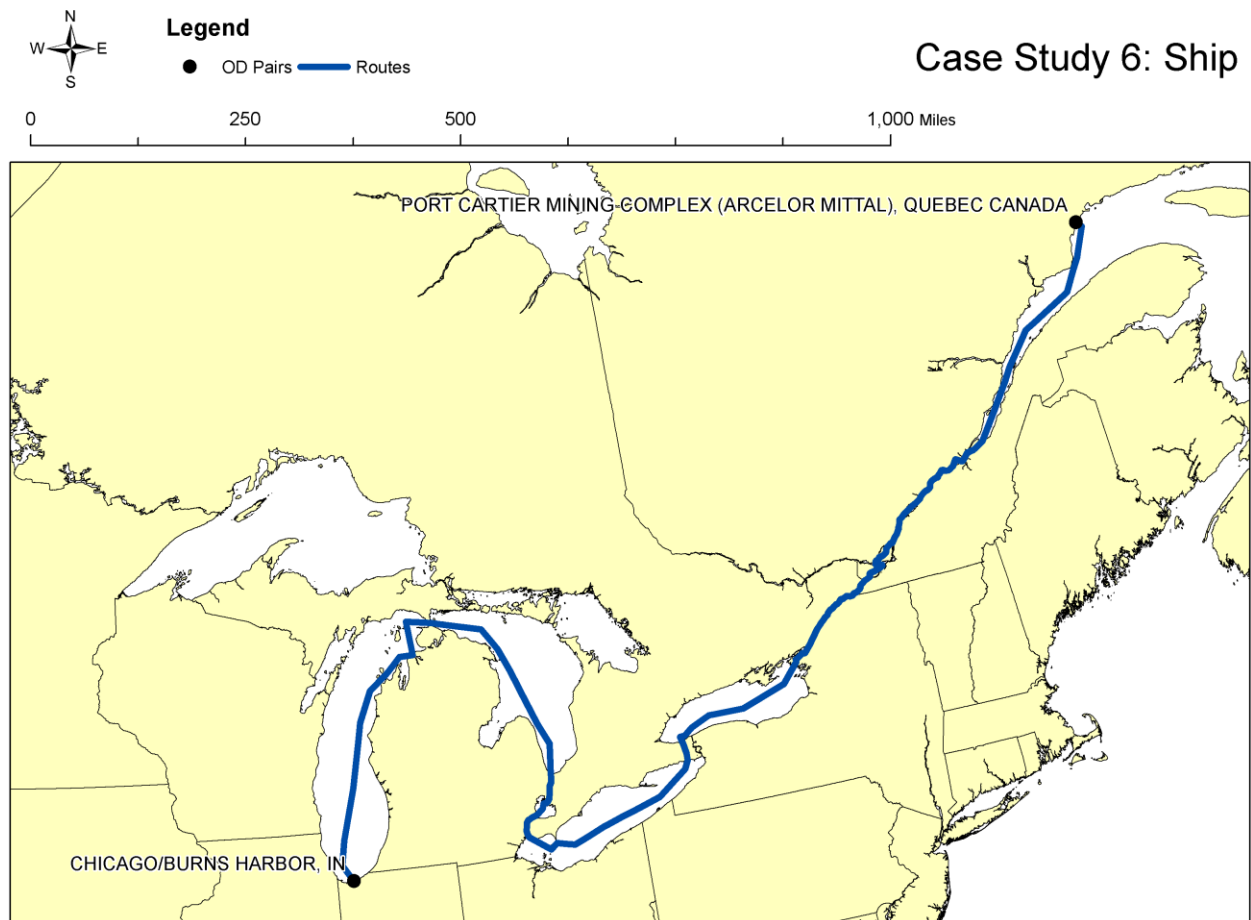 N
W E
S
Legend
OD Pairs Routes
Case Study 6: Ship
0 250 500 1,000 Miles
PORT CARTIER MINING COMPLEX (ARCELOR MITTAL), QUEBEC CANADA
CHICAGO/BURNS HARBOR, IN